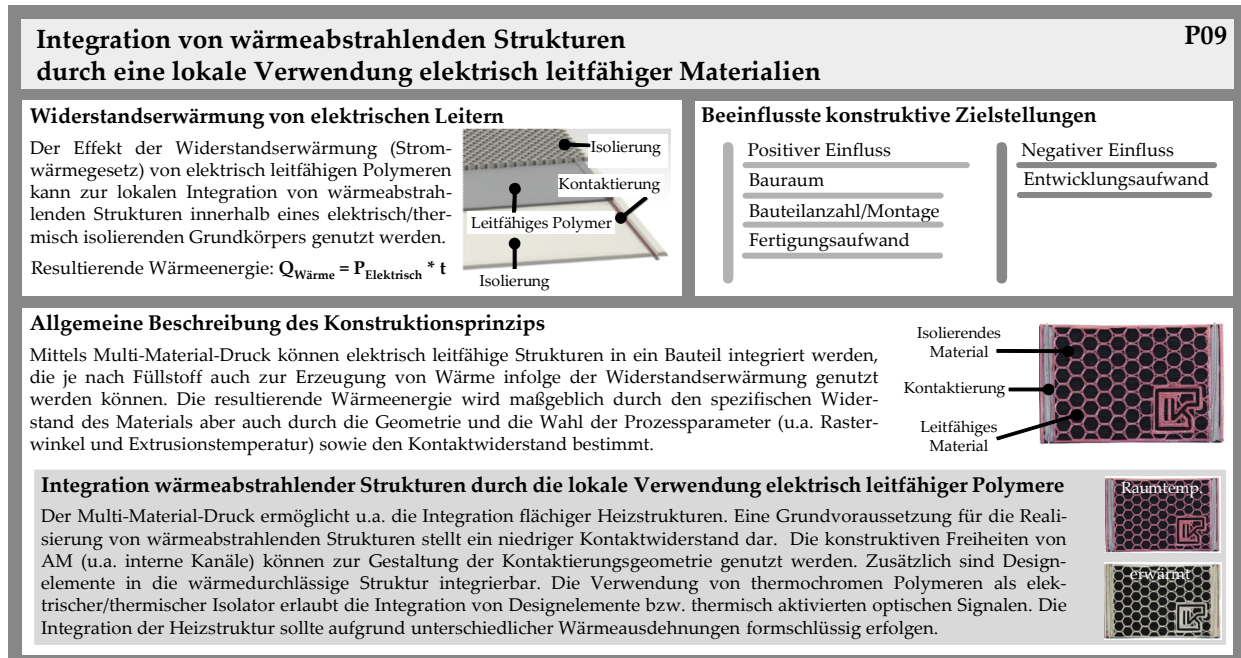 Integration von wärmeabstrahlenden Strukturen
durch eine lokale Verwendung elektrisch leitfähiger Materialien
P09
Widerstandserwärmung von elektrischen Leitern
Der Effekt der Widerstandserwärmung (Strom-
wärmegesetz) von elektrisch leitfähigen Polymeren
kann zur lokalen Integration von wärmeabstrah-
lenden Strukturen innerhalb eines elektrisch/ther-
misch isolierenden Grundkörpers genutzt werden.
Resultierende Wärmeenergie: Q_Wärme = P_Elektrisch * t
Isolierung
Kontaktierung
Leitfähiges Polymer
Isolierung
Beeinflusste konstruktive Zielstellungen
Positiver Einfluss
Bauraum
Bauteilanzahl/Montage
Fertigungsaufwand
Negativer Einfluss
Entwicklungsaufwand
Allgemeine Beschreibung des Konstruktionsprinzips
Mittels Multi-Material-Druck können elektrisch leitfähige Strukturen in ein Bauteil integriert werden,
die je nach Füllstoff auch zur Erzeugung von Wärme infolge der Widerstandserwärmung genutzt
werden können. Die resultierende Wärmeenergie wird maßgeblich durch den spezifischen Wider-
stand des Materials aber auch durch die Geometrie und die Wahl der Prozessparameter (u.a. Raster-
winkel und Extrusionstemperatur) sowie den Kontaktwiderstand bestimmt.
Isolierendes
Material
Kontaktierung
Leitfähiges
Material
Integration wärmeabstrahlender Strukturen durch die lokale Verwendung elektrisch leitfähiger Polymere
Der Multi-Material-Druck ermöglicht u.a. die Integration flächiger Heizstrukturen. Eine Grundvoraussetzung für die Reali-
sierung von wärmeabstrahlenden Strukturen stellt ein niedriger Kontaktwiderstand dar. Die konstruktiven Freiheiten von
AM (u.a. interne Kanäle) können zur Gestaltung der Kontaktierungsgeometrie genutzt werden. Zusätzlich sind Design-
elemente in die wärmedurchlässige Struktur integrierbar. Die Verwendung von thermochromen Polymeren als elek-
trischer/thermischer Isolator erlaubt die Integration von Designelemente bzw. thermisch aktivierten optischen Signalen. Die
Integration der Heizstruktur sollte aufgrund unterschiedlicher Wärmeausdehnungen formschlüssig erfolgen.
Raumtemp.
erwärmt